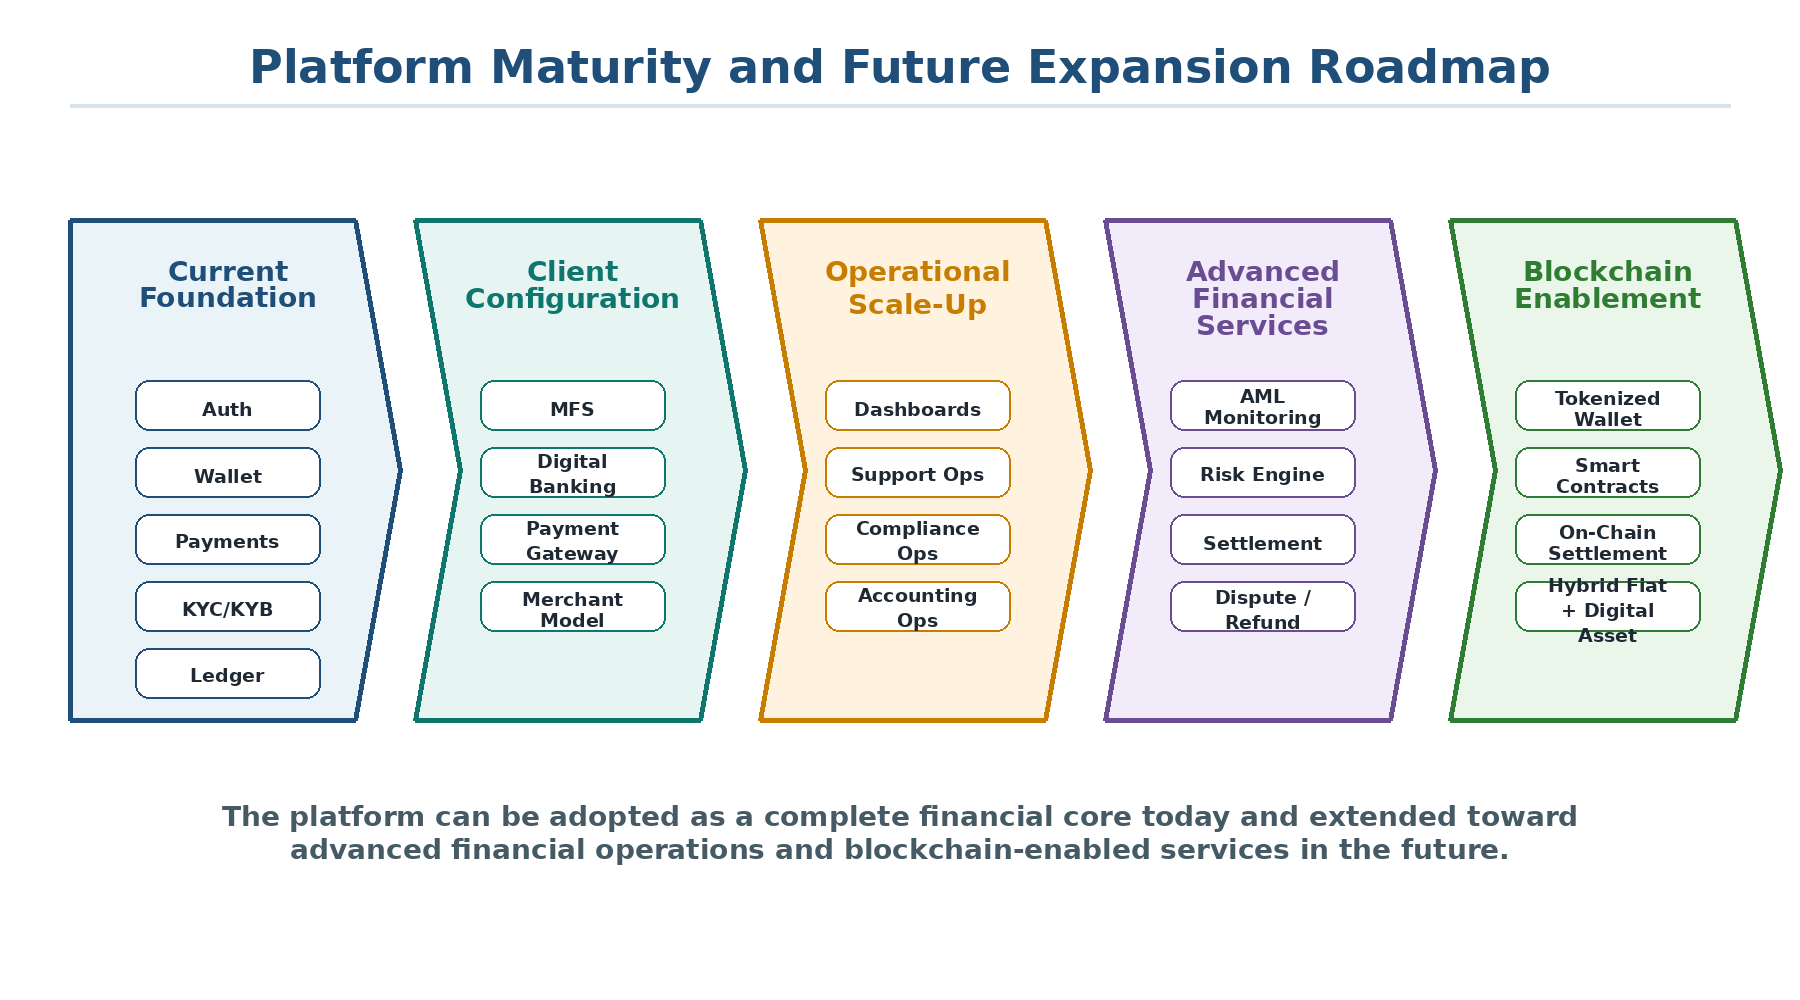 Platform Maturity and Future Expansion Roadmap
Current
Foundation
Auth
Wallet
Payments
KYC/KYB
Ledger
Client
Configuration
MFS
Digital
Banking
Payment
Gateway
Merchant
Model
Operational
Scale-Up
Dashboards
Support Ops
Compliance
Ops
Accounting
Ops
Advanced
Financial
Services
AML
Monitoring
Risk Engine
Settlement
Dispute /
Refund
Blockchain
Enablement
Tokenized
Wallet
Smart
Contracts
On-Chain
Settlement
Hybrid Fiat
+ Digital
Asset
The platform can be adopted as a complete financial core today and extended toward
advanced financial operations and blockchain-enabled services in the future.